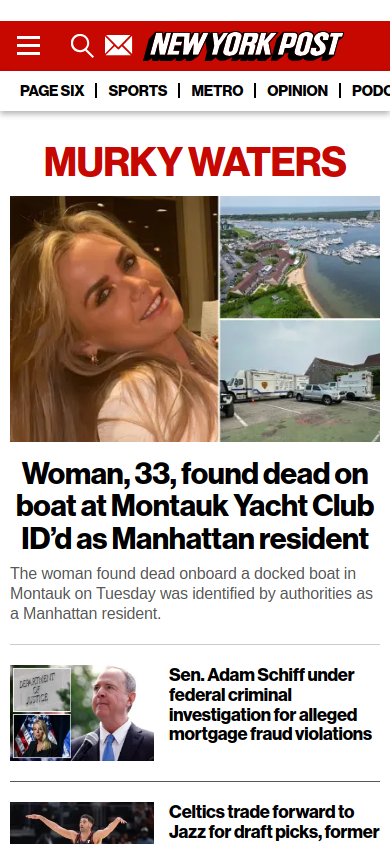 NEW YORK POST
PAGE SIX | SPORTS | METRO | OPINION | PODC
MURKY WATERS
Woman, 33, found dead on
boat at Montauk Yacht Club
ID’d as Manhattan resident
The woman found dead onboard a docked boat in
Montauk on Tuesday was identified by authorities as
a Manhattan resident.
DEPARTMENT
OF
JUSTICE
Sen. Adam Schiff under
federal criminal
investigation for alleged
mortgage fraud violations
Celtics trade forward to
Jazz for draft picks, former